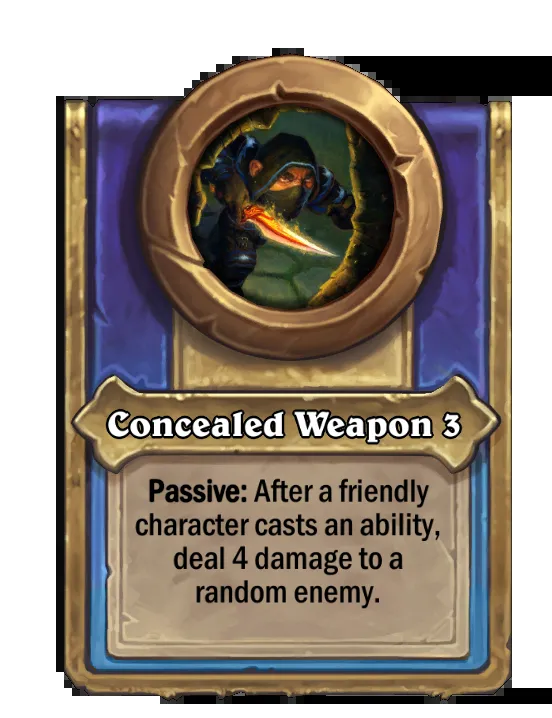 Concealed Weapon 3
Passive: After a friendly
character casts an ability,
deal 4 damage to a
random enemy.